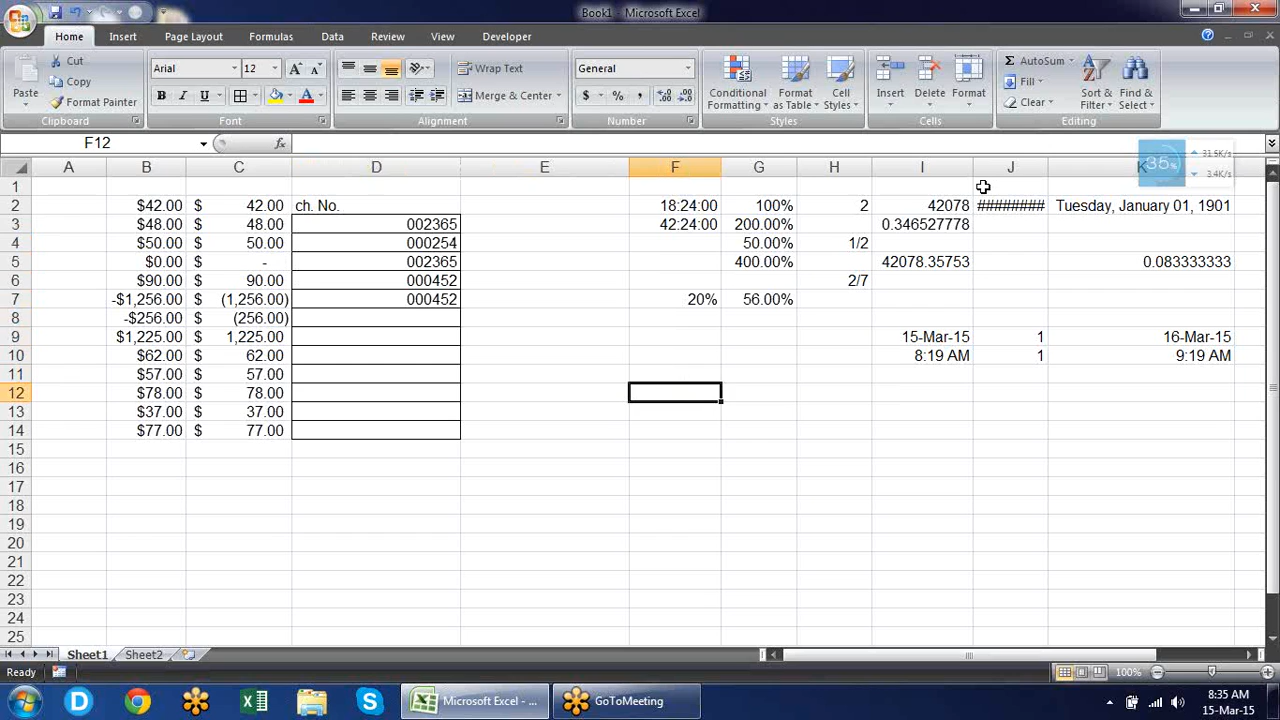 Book1 - Microsoft Excel
Home Insert Page Layout Formulas Data Review View Developer
Paste Cut Copy Format Painter Clipboard
Arial 12 B I U Font
Wrap Text Merge & Center Alignment
General $ % , Number
Conditional Formatting Format as Table Cell Styles Styles
Insert Delete Format Cells
AutoSum Fill Clear Sort & Filter Find & Select Editing
F12 fx
35% 31.5K/s 3.4K/s
A B C D E F G H I J K
1
2 $42.00 $ 42.00 ch. No. 18:24:00 100% 2 42078 ######## Tuesday, January 01, 1901
3 $48.00 $ 48.00 002365 42:24:00 200.00% 0.346527778
4 $50.00 $ 50.00 000254 50.00% 1/2
5 $0.00 $ - 002365 400.00% 42078.35753 0.083333333
6 $90.00 $ 90.00 000452 2/7
7 -$1,256.00 $ (1,256.00) 000452 20% 56.00%
8 -$256.00 $ (256.00)
9 $1,225.00 $ 1,225.00 15-Mar-15 1 16-Mar-15
10 $62.00 $ 62.00 8:19 AM 1 9:19 AM
11 $57.00 $ 57.00
12 $78.00 $ 78.00
13 $37.00 $ 37.00
14 $77.00 $ 77.00
15
16
17
18
19
20
21
22
23
24
25
Sheet1 Sheet2
Ready 100%
Microsoft Excel - ... GoToMeeting
8:35 AM
15-Mar-15